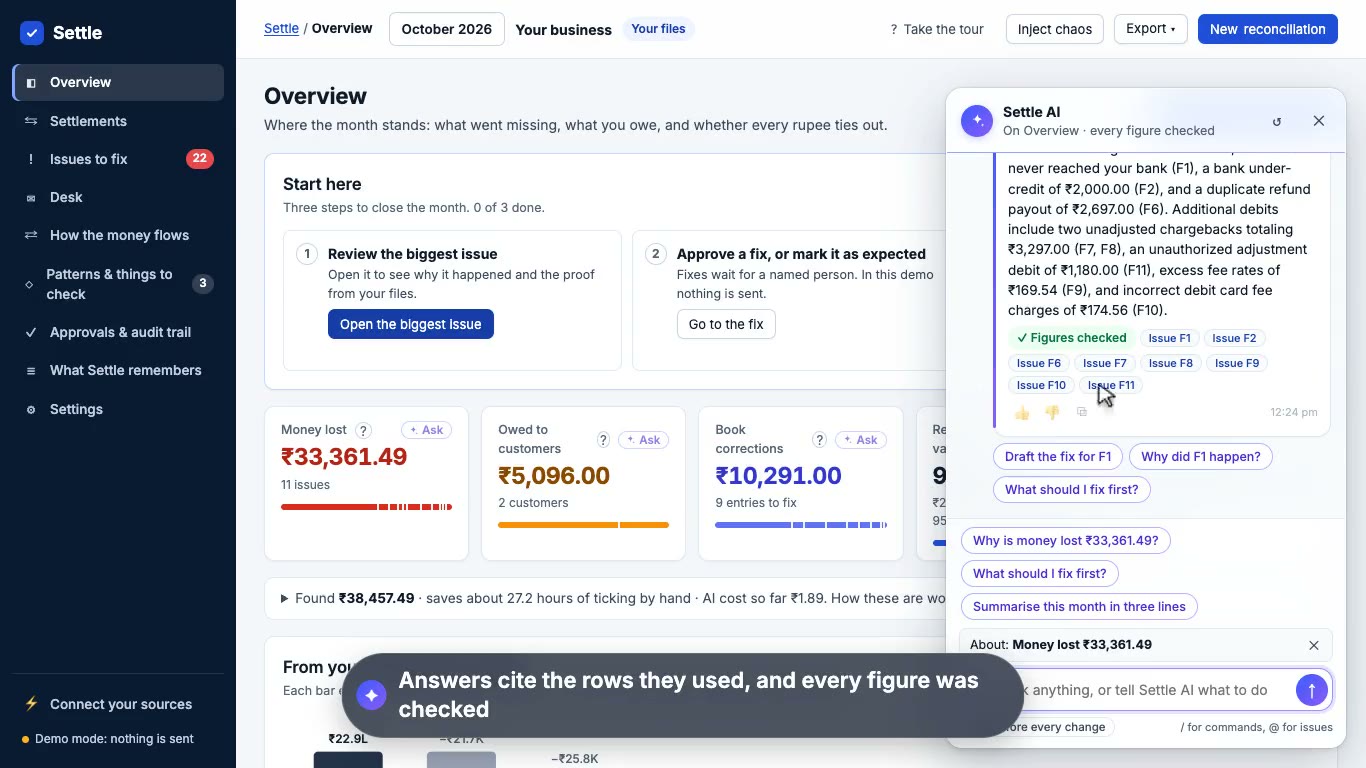 Settle
Overview
Settlements
Issues to fix 22
Desk
How the money flows
Patterns & things to check 3
Approvals & audit trail
What Settle remembers
Settings
Connect your sources
Demo mode: nothing is sent
Settle / Overview October 2026 Your business Your files
? Take the tour Inject chaos Export New reconciliation
Overview
Where the month stands: what went missing, what you owe, and whether every rupee ties out.
Start here
Three steps to close the month. 0 of 3 done.
1 Review the biggest issue
Open it to see why it happened and the proof
from your files.
Open the biggest issue
2 Approve a fix, or mark it as expected
Fixes wait for a named person. In this demo
nothing is sent.
Go to the fix
Money lost ? Ask
₹33,361.49
11 issues
Owed to
customers ? Ask
₹5,096.00
2 customers
Book
corrections ? Ask
₹10,291.00
9 entries to fix
Found ₹38,457.49 · saves about 27.2 hours of ticking by hand · AI cost so far ₹1.89. How these are wo
From you
Each bar
₹22.9L
−₹21.7K
−₹25.8K
Settle AI
On Overview · every figure checked
never reached your bank (F1), a bank under-
credit of ₹2,000.00 (F2), and a duplicate refund
payout of ₹2,697.00 (F6). Additional debits
include two unadjusted chargebacks totaling
₹3,297.00 (F7, F8), an unauthorized adjustment
debit of ₹1,180.00 (F11), excess fee rates of
₹169.54 (F9), and incorrect debit card fee
charges of ₹174.56 (F10).
✓ Figures checked Issue F1 Issue F2
Issue F6 Issue F7 Issue F8 Issue F9
Issue F10 Issue F11
12:24 pm
Draft the fix for F1 Why did F1 happen?
What should I fix first?
Why is money lost ₹33,361.49?
What should I fix first?
Summarise this month in three lines
About: Money lost ₹33,361.49
anything, or tell Settle AI what to do
every change / for commands, @ for issues
Answers cite the rows they used, and every figure was
checked